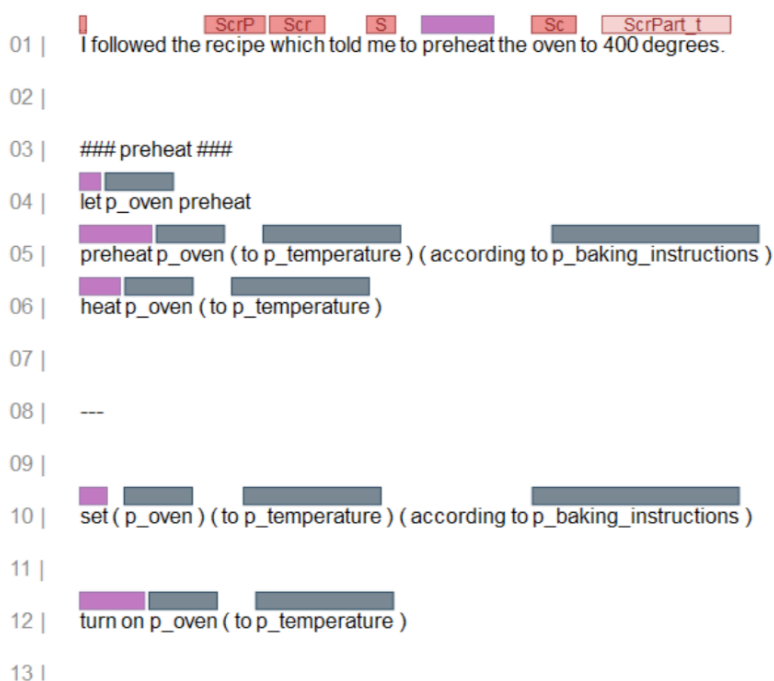 ScrP Scr S Sc ScrPart_t
01 | I followed the recipe which told me to preheat the oven to 400 degrees.
02 |
03 | ### preheat ###
04 | let p_oven preheat
05 | preheat p_oven ( to p_temperature ) ( according to p_baking_instructions )
06 | heat p_oven ( to p_temperature )
07 |
08 | ---
09 |
10 | set ( p_oven ) ( to p_temperature ) ( according to p_baking_instructions )
11 |
12 | turn on p_oven ( to p_temperature )
13 |